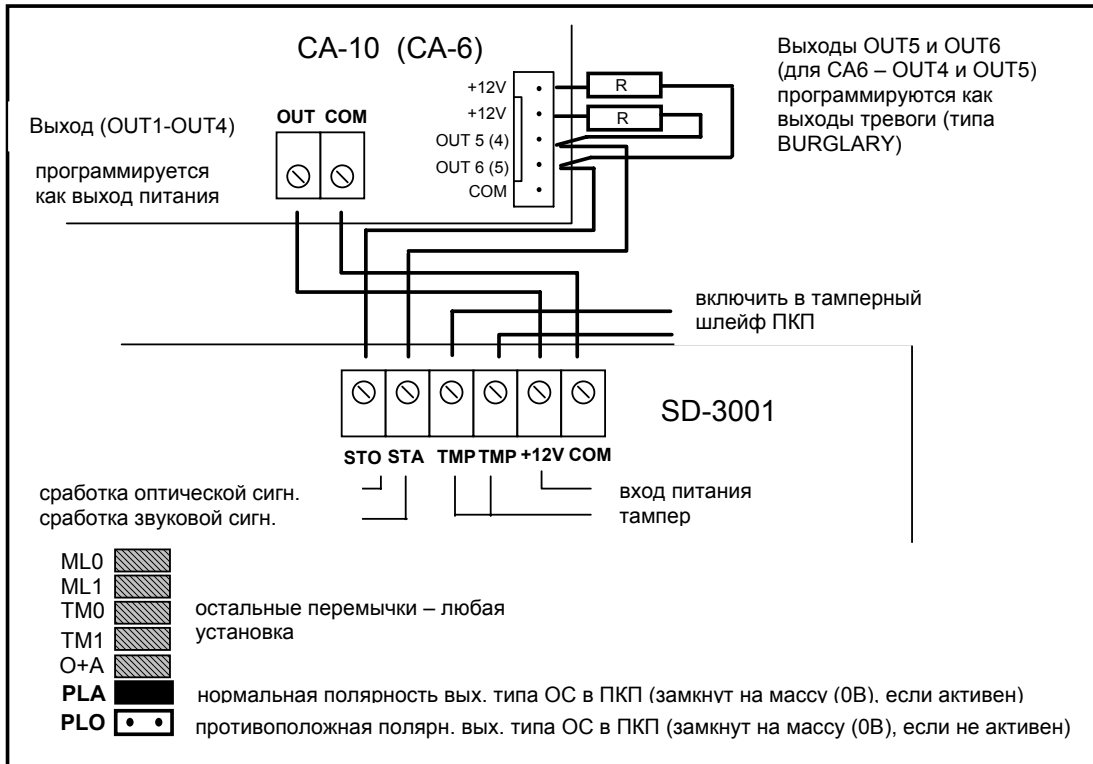 CA-10 (CA-6)
Выходы OUT5 и OUT6
(для CA6 – OUT4 и OUT5)
программируются как
выходы тревоги (типа
BURGLARY)
+12V
+12V
OUT 5 (4)
OUT 6 (5)
COM
R
R
Выход (OUT1-OUT4)
программируется
как выход питания
OUT COM
включить в тамперный
шлейф ПКП
SD-3001
STO STA TMP TMP +12V COM
сработка оптической сигн.
сработка звуковой сигн.
вход питания
тампер
ML0
ML1
TM0
TM1
O+A
остальные перемычки – любая
установка
PLA нормальная полярность вых. типа ОС в ПКП (замкнут на массу (0В), если активен)
PLO противоположная полярн. вых. типа ОС в ПКП (замкнут на массу (0В), если не активен)